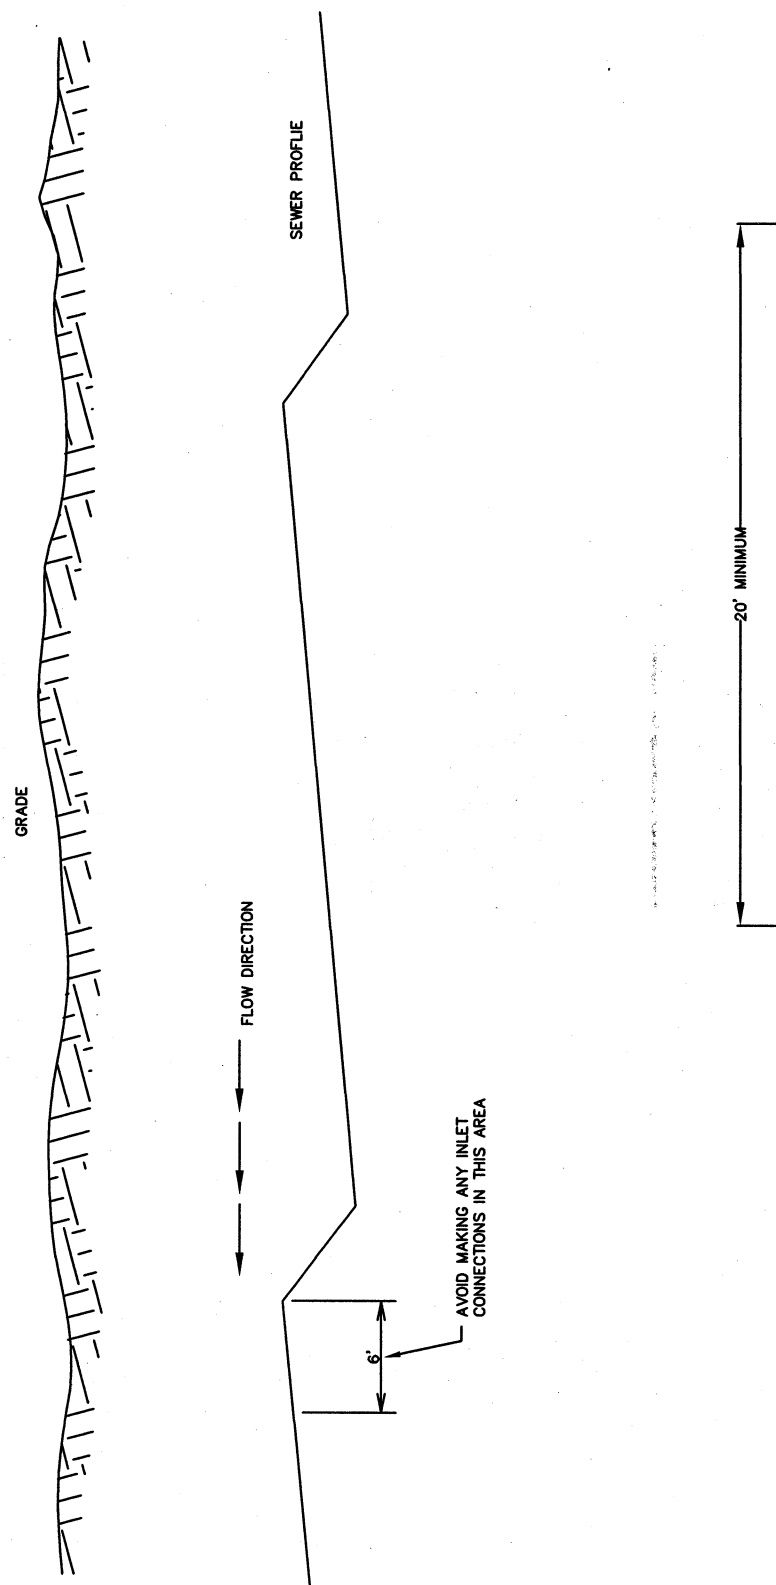 GRADE
SEWER PROFLIE
FLOW DIRECTION
6'
AVOID MAKING ANY INLET
CONNECTIONS IN THIS AREA
20' MINIMUM